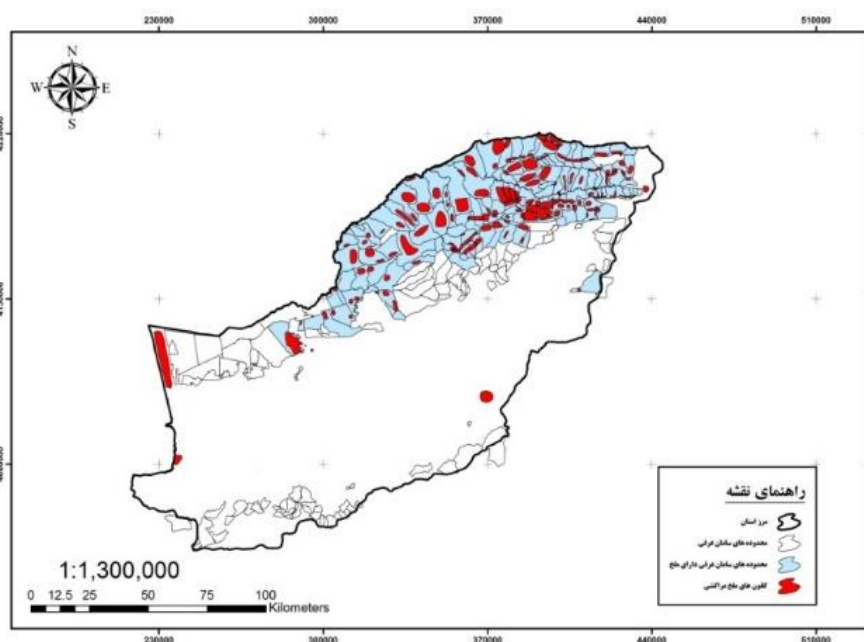 230000 300000 370000 440000 510000
N
W E
S
راهنمای نقشه
مرز استان
محدوده های سامان عرفی
محدوده های سامان عرفی دارای ملخ
کانون های ملخ مراکشی
1:1,300,000
0 12.5 25 50 75 100
Kilometers
230000 300000 370000 440000 510000